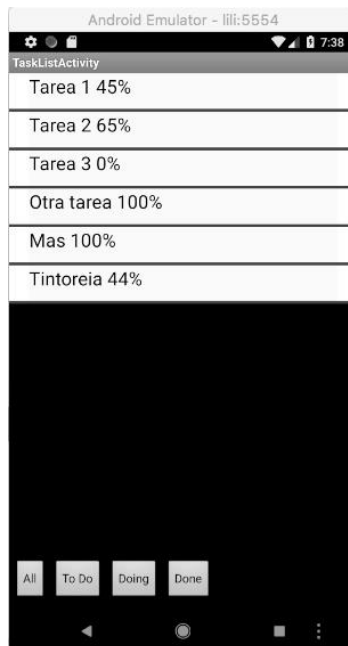 Android Emulator - lili:5554
7:38
TaskListActivity
Tarea 1 45%
Tarea 2 65%
Tarea 3 0%
Otra tarea 100%
Mas 100%
Tintoreia 44%
All To Do Doing Done